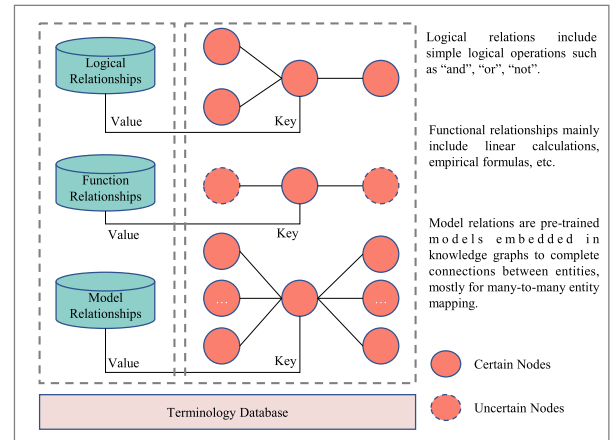 Logical
Relationships
Value
Key
Logical relations include
simple logical operations such
as “and”, “or”, “not”.
Function
Relationships
Value
Key
Functional relationships mainly
include linear calculations,
empirical formulas, etc.
Model
Relationships
...
...
Value
Key
Model relations are pre-trained
models embedded in
knowledge graphs to complete
connections between entities,
mostly for many-to-many entity
mapping.
Certain Nodes
Uncertain Nodes
Terminology Database